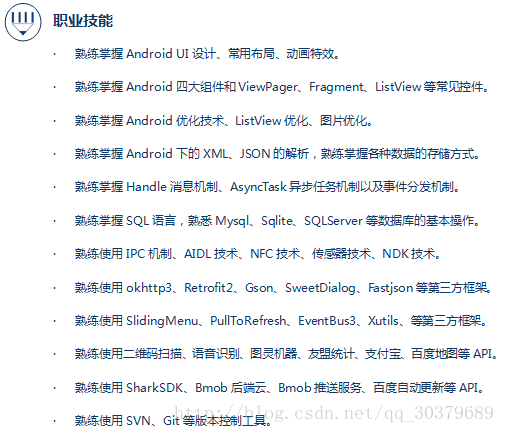 职业技能
· 熟练掌握 Android UI 设计、常用布局、动画特效。
· 熟练掌握 Android 四大组件和 ViewPager、Fragment、ListView 等常见控件。
· 熟练掌握 Android 优化技术、ListView 优化、图片优化。
· 熟练掌握 Android 下的 XML、JSON 的解析，熟练掌握各种数据的存储方式。
· 熟练掌握 Handle 消息机制、AsyncTask 异步任务机制以及事件分发机制。
· 熟练掌握 SQL 语言，熟悉 Mysql、Sqlite、SQLServer 等数据库的基本操作。
· 熟练使用 IPC 机制、AIDL 技术、NFC 技术、传感器技术、NDK 技术。
· 熟练使用 okhttp3、Retrofit2、Gson、SweetDialog、Fastjson 等第三方框架。
· 熟练使用 SlidingMenu、PullToRefresh、EventBus3、Xutils、等第三方框架。
· 熟练使用二维码扫描、语音识别、图灵机器、友盟统计、支付宝、百度地图等 API。
· 熟练使用 SharkSDK、Bmob 后端云、Bmob 推送服务、百度自动更新等 API。
· 熟练使用 SVN、Git 等版本控制工具。
http://blog.csdn.net/qq_30379689